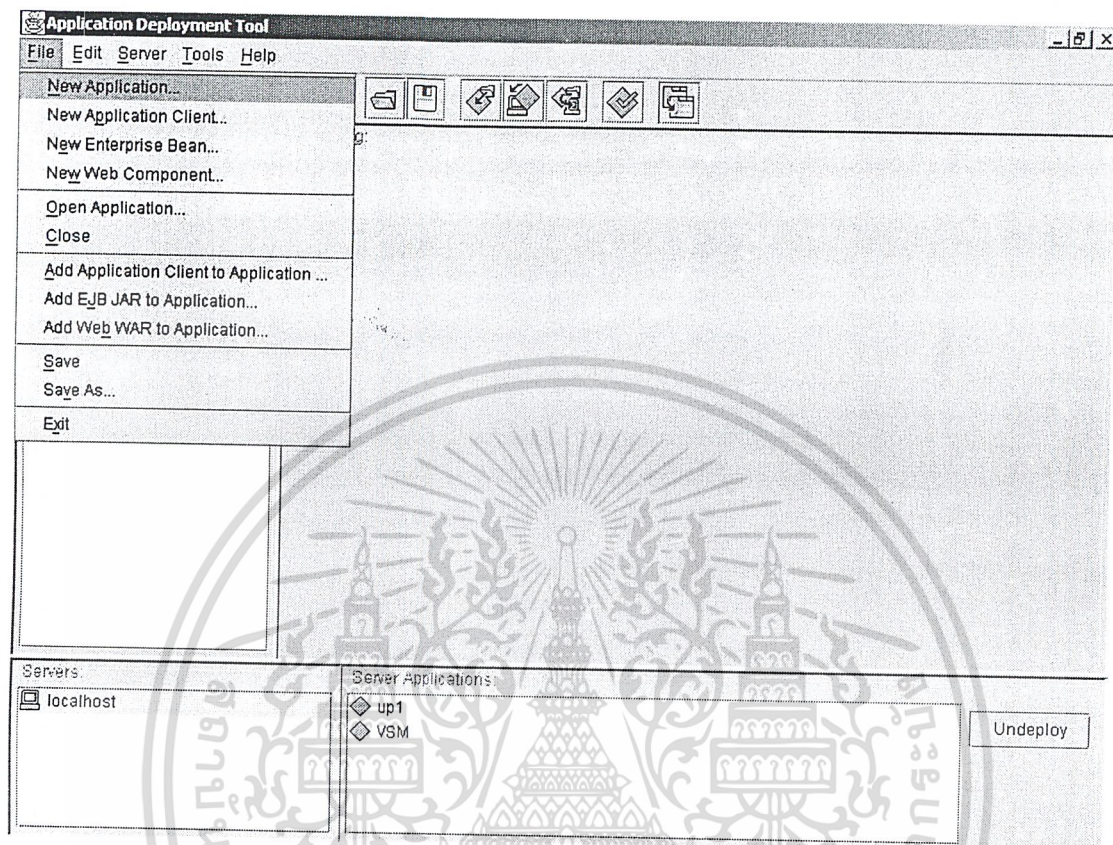 Application Deployment Tool
File Edit Server Tools Help
New Application...
New Application Client...
New Enterprise Bean...
New Web Component...
Open Application...
Close
Add Application Client to Application ...
Add EJB JAR to Application...
Add Web WAR to Application...
Save
Save As...
Exit
Servers:
localhost
Server Applications:
up1
VSM
Undeploy